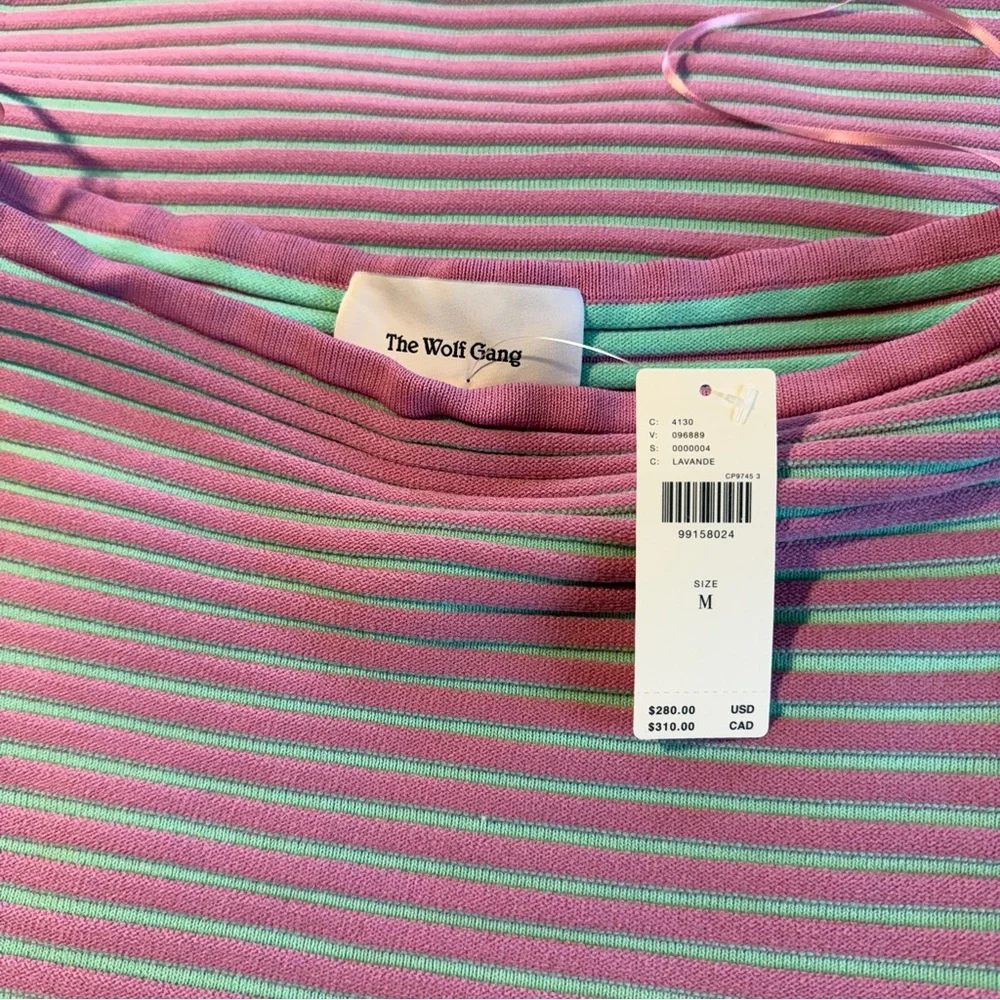 The Wolf Gang
C: 4130
V: 096889
S: 0000004
C: LAVANDE
CP9745 3
99158024
SIZE
M
$280.00 USD
$310.00 CAD